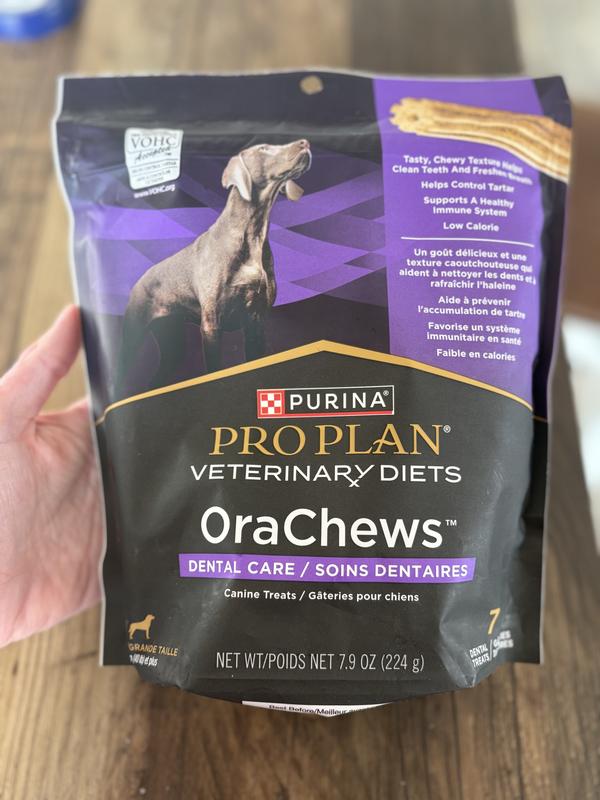 VOHC
Accepted
www.VOHC.org
Tasty, Chewy Texture Helps
Clean Teeth And Freshen Breath
Helps Control Tartar
Supports A Healthy
Immune System
Low Calorie
Un goût délicieux et une
texture caoutchouteuse qui
aident à nettoyer les dents et à
rafraîchir l'haleine
Aide à prévenir
l'accumulation de tartre
Favorise un système
immunitaire en santé
Faible en calories
PURINA®
PRO PLAN®
VETERINARY DIETS
OraChews™
DENTAL CARE / SOINS DENTAIRES
Canine Treats / Gâteries pour chiens
GRANDE TAILLE
et plus
7
DENTAL
TREATS
NET WT/POIDS NET 7.9 OZ (224 g)
Best Before/Meilleur